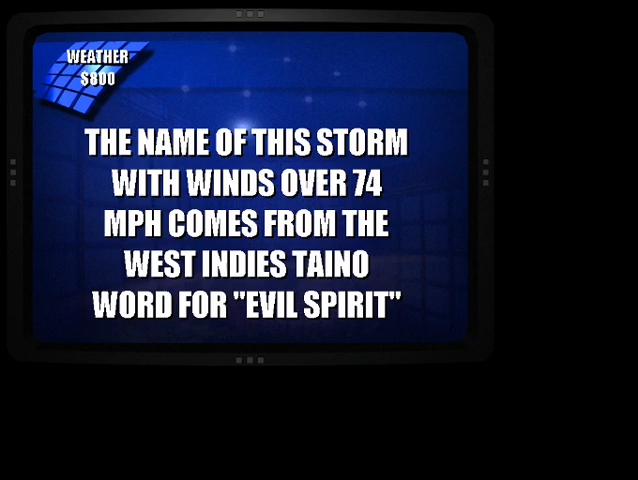 WEATHER
$800
THE NAME OF THIS STORM
WITH WINDS OVER 74
MPH COMES FROM THE
WEST INDIES TAINO
WORD FOR "EVIL SPIRIT"